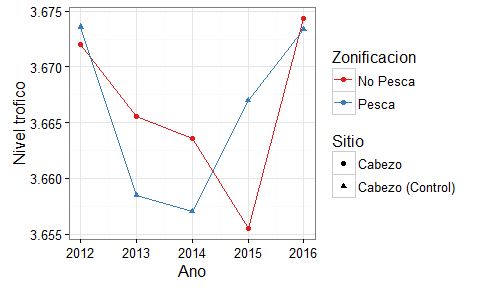 3.675
3.670
3.665
3.660
3.655
Nivel trofico
2012 2013 2014 2015 2016
Ano
Zonificacion
No Pesca
Pesca
Sitio
Cabezo
Cabezo (Control)